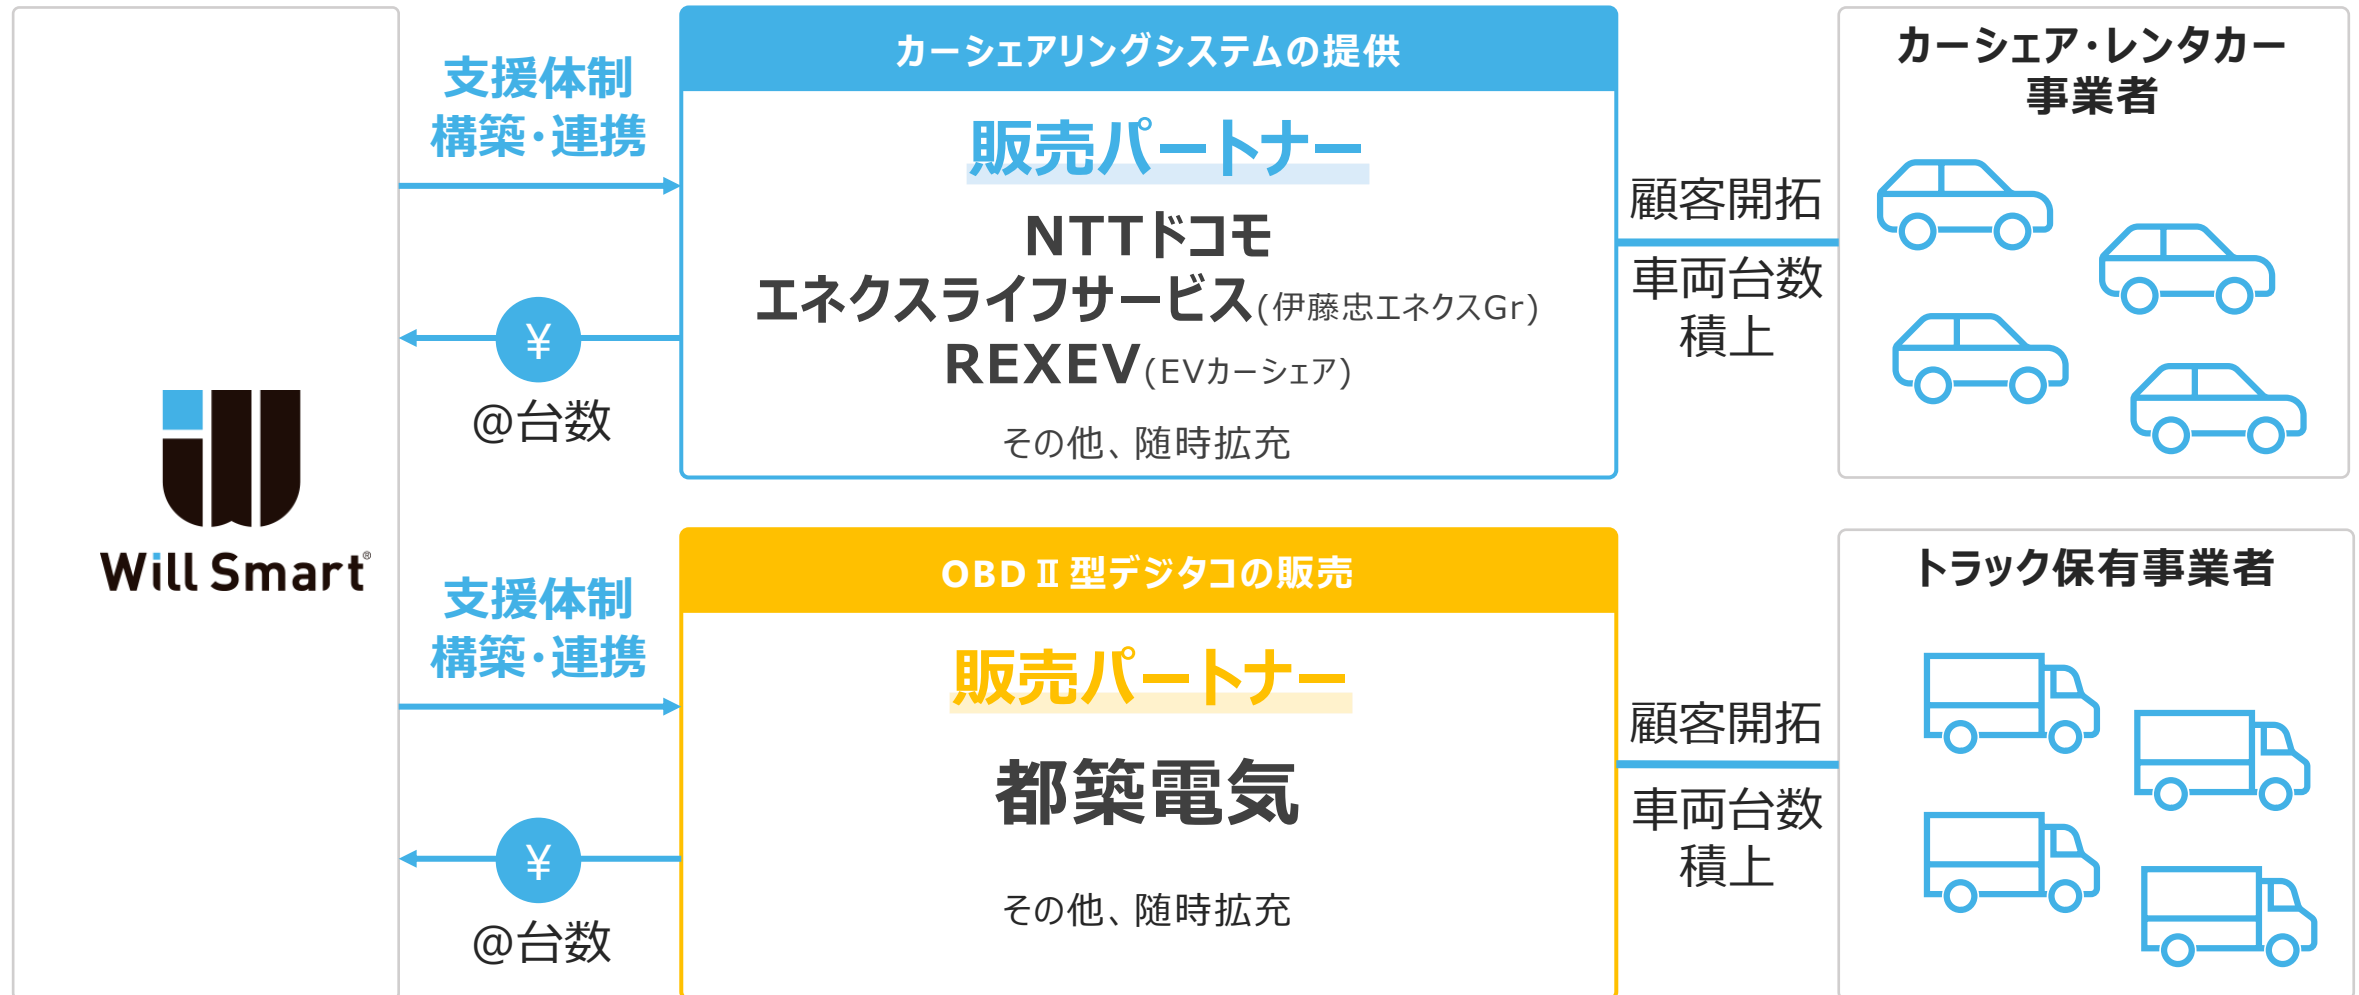 Will Smart®
支援体制
構築・連携
¥
@台数
カーシェアリングシステムの提供
販売パートナー
NTTドコモ
エネクスライフサービス(伊藤忠エネクスGr)
REXEV(EVカーシェア)
その他、随時拡充
顧客開拓
車両台数
積上
カーシェア・レンタカー
事業者
支援体制
構築・連携
¥
@台数
OBDⅡ型デジタコの販売
販売パートナー
都築電気
その他、随時拡充
顧客開拓
車両台数
積上
トラック保有事業者